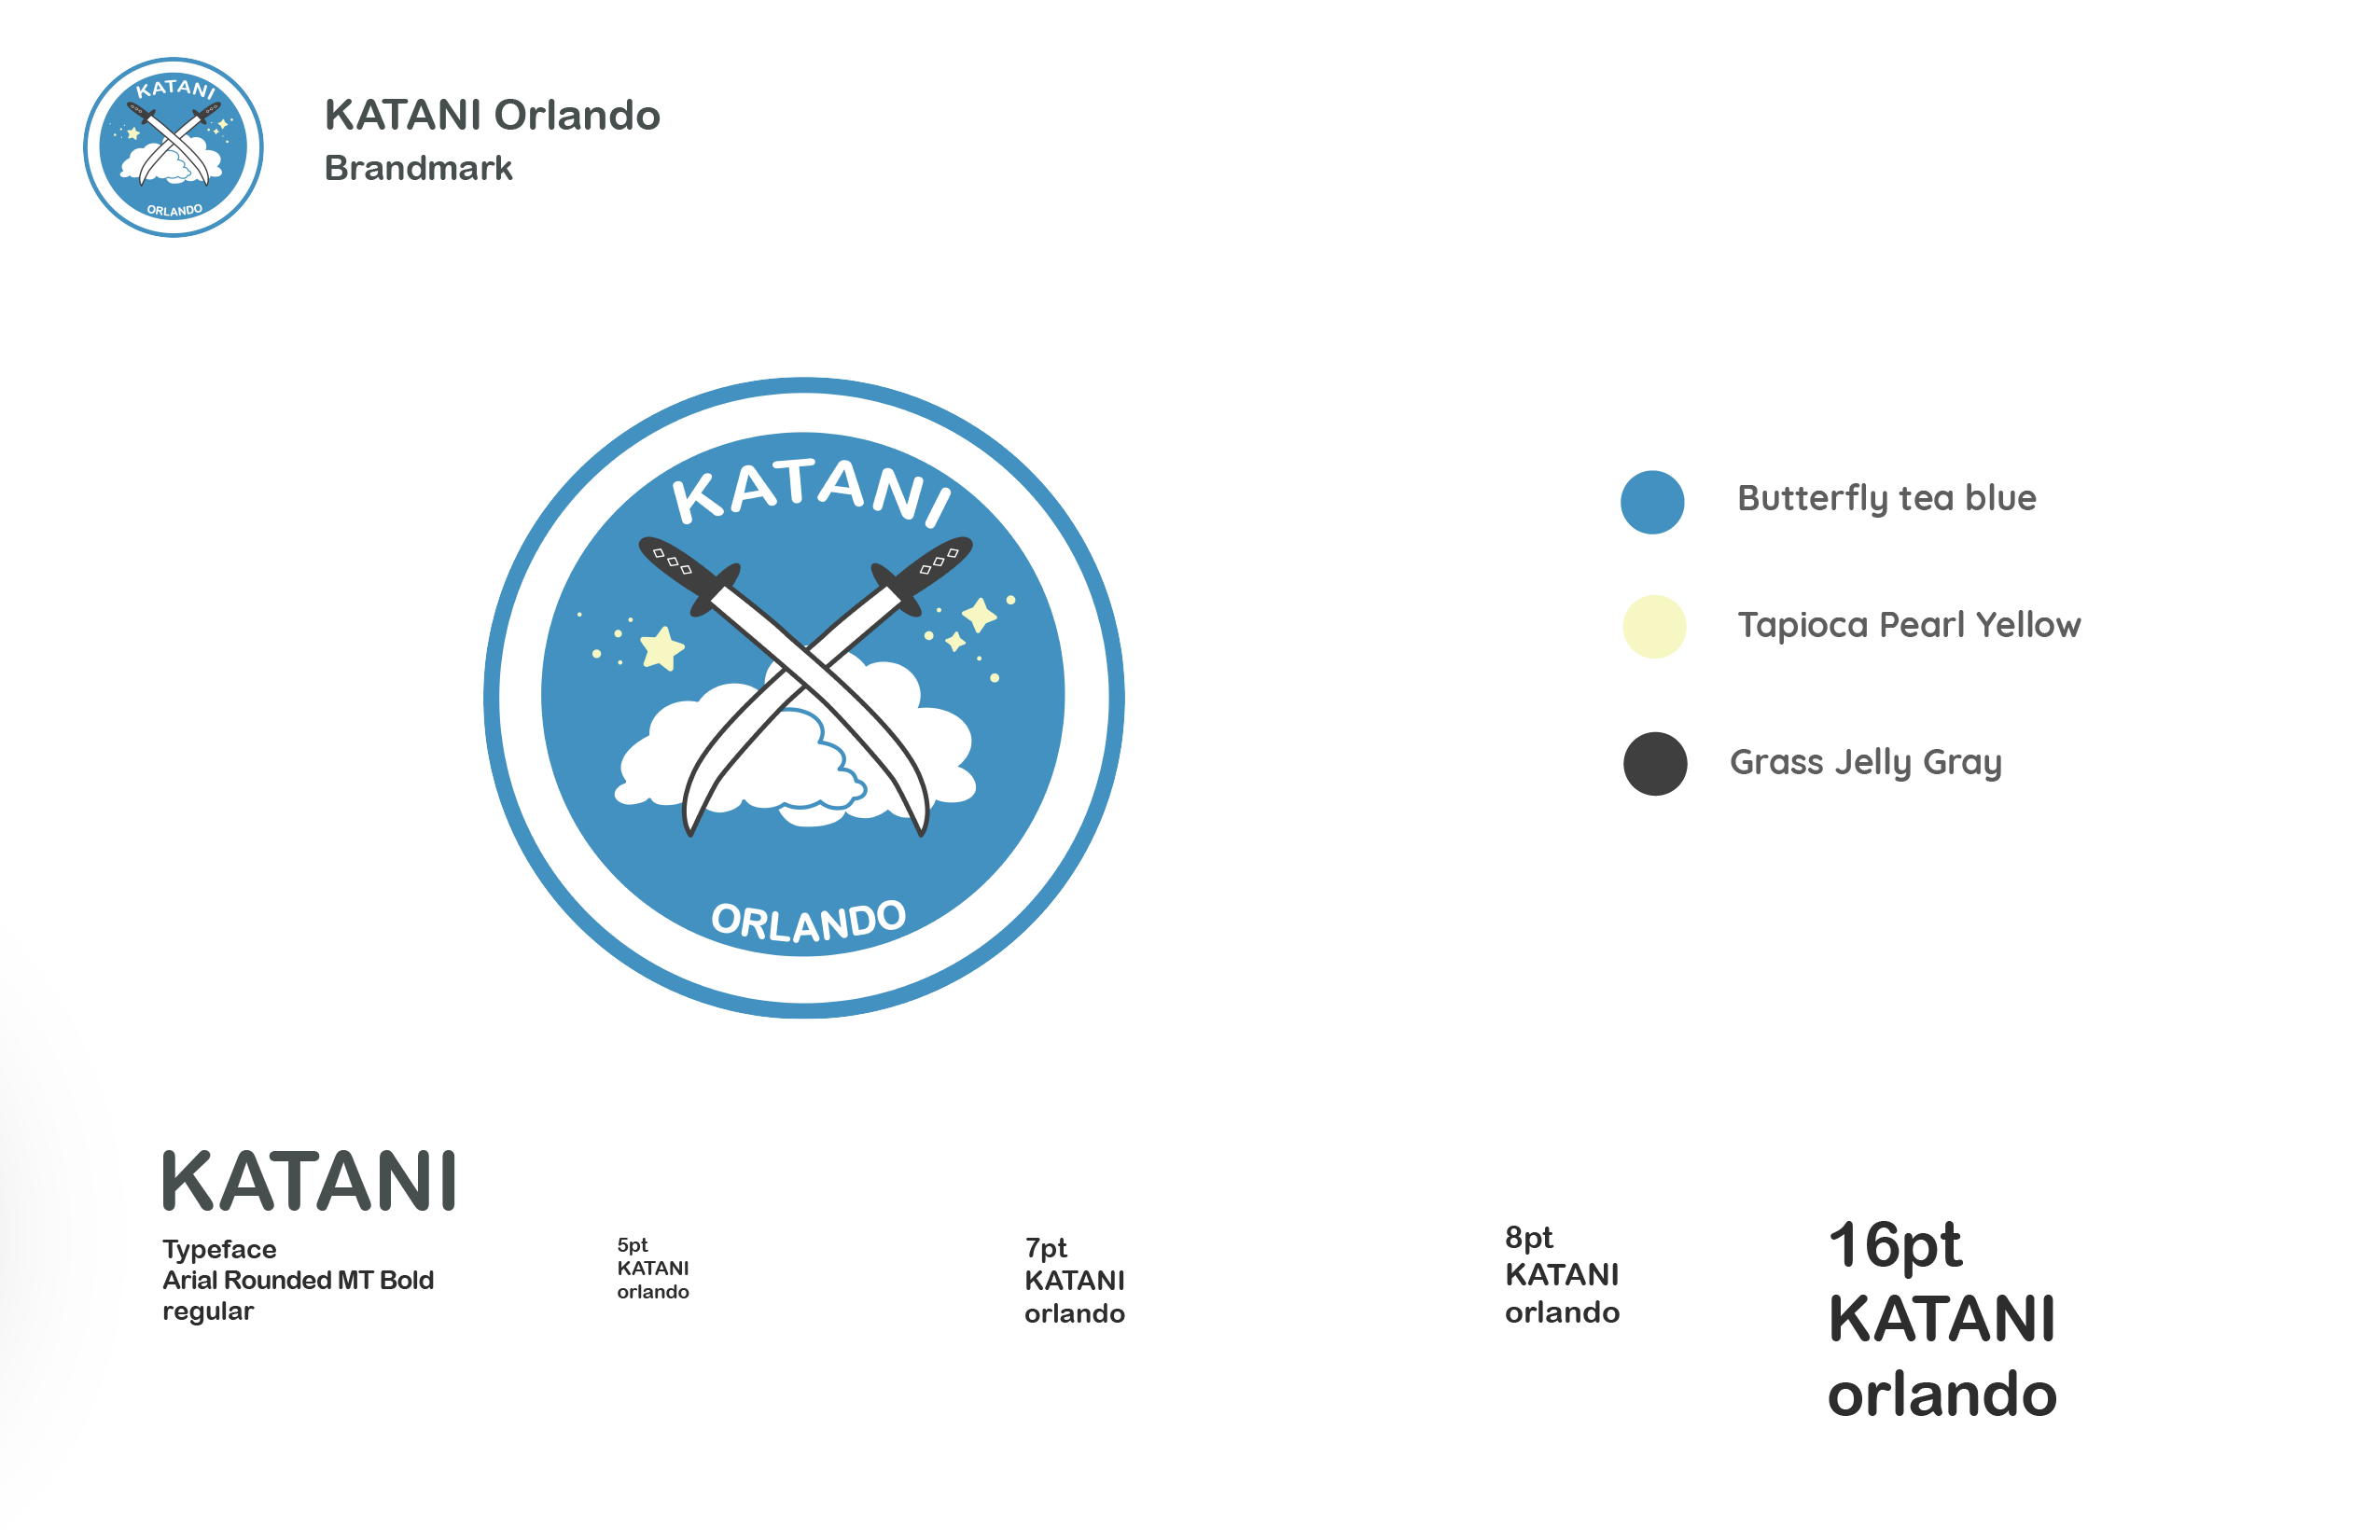 KATANI
ORLANDO
KATANI Orlando
Brandmark
KATANI
ORLANDO
Butterfly tea blue
Tapioca Pearl Yellow
Grass Jelly Gray
KATANI
Typeface
Arial Rounded MT Bold
regular
5pt
KATANI
orlando
7pt
KATANI
orlando
8pt
KATANI
orlando
16pt
KATANI
orlando